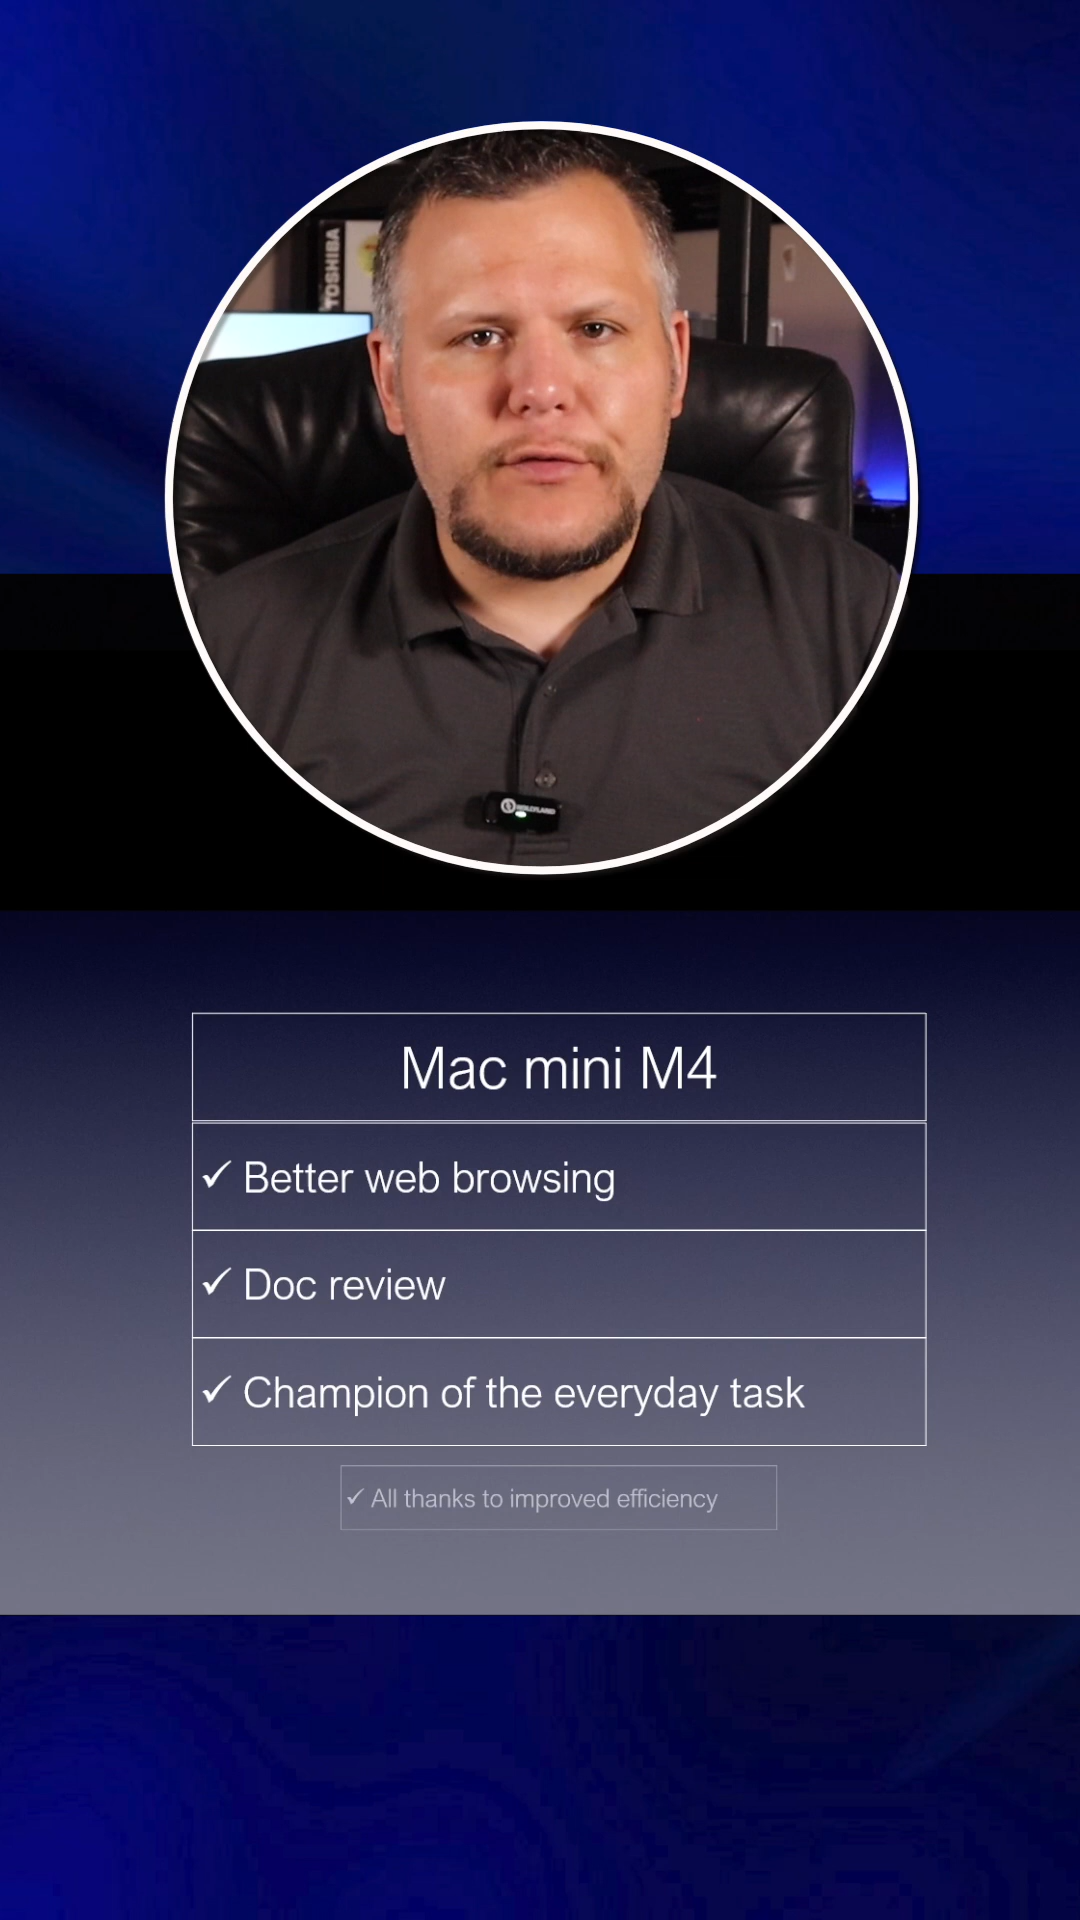 TOSHIBA
HOLLYLAND
Mac mini M4
✓ Better web browsing
✓ Doc review
✓ Champion of the everyday task
✓ All thanks to improved efficiency